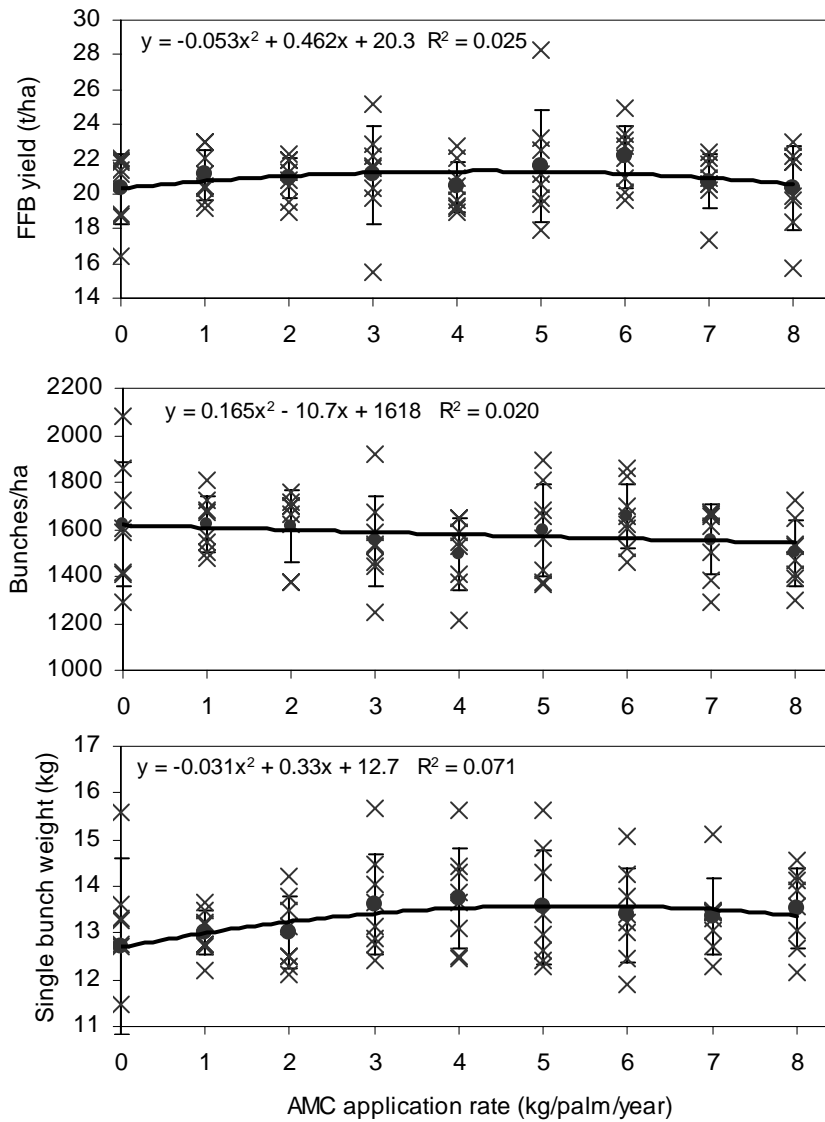 y = -0.053x² + 0.462x + 20.3 R² = 0.025
FFB yield (t/ha)
30
28
26
24
22
20
18
16
14
0 1 2 3 4 5 6 7 8
y = 0.165x² - 10.7x + 1618 R² = 0.020
Bunches/ha
2200
2000
1800
1600
1400
1200
1000
0 1 2 3 4 5 6 7 8
y = -0.031x² + 0.33x + 12.7 R² = 0.071
Single bunch weight (kg)
17
16
15
14
13
12
11
0 1 2 3 4 5 6 7 8
AMC application rate (kg/palm/year)